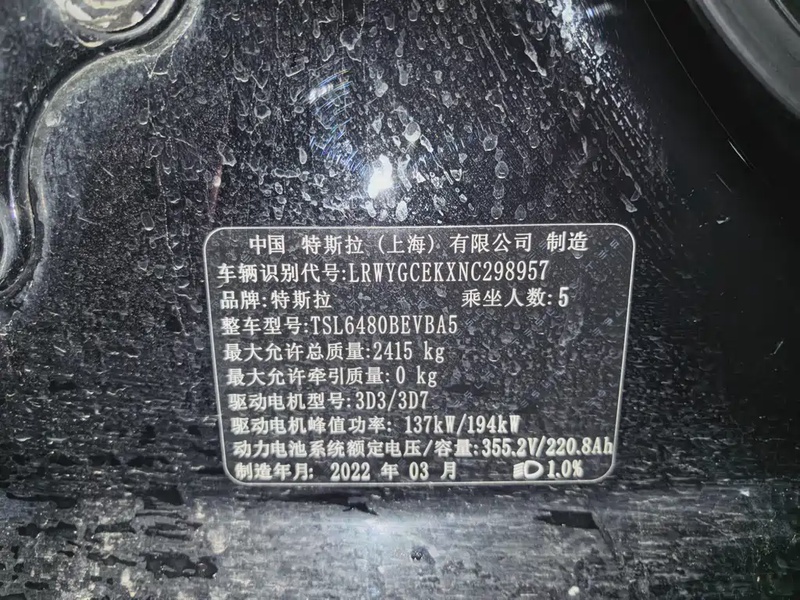 中国 特斯拉（上海）有限公司 制造
车辆识别代号:LRWYGCEKXNC298957
品牌:特斯拉 乘坐人数:5
整车型号:TSL6480BEVBA5
最大允许总质量:2415 kg
最大允许牵引质量:0 kg
驱动电机型号:3D3/3D7
驱动电机峰值功率: 137kW/194kW
动力电池系统额定电压/容量:355.2V/220.8Ah
制造年月: 2022 年 03 月 1.0%